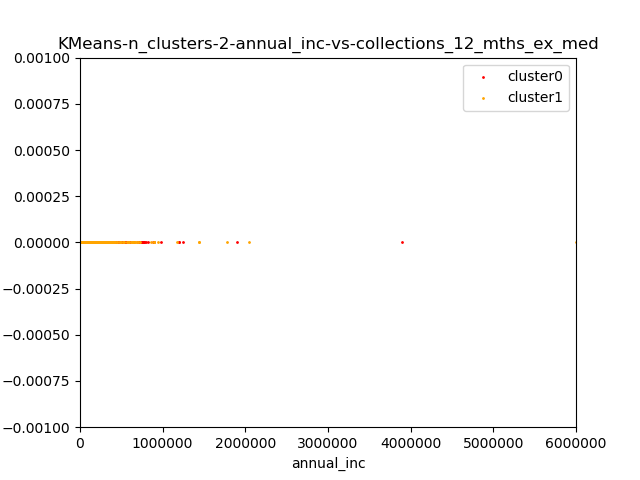 KMeans-n_clusters-2-annual_inc-vs-collections_12_mths_ex_med
0.00100
0.00075
0.00050
0.00025
0.00000
−0.00025
−0.00050
−0.00075
−0.00100
cluster0
cluster1
0 1000000 2000000 3000000 4000000 5000000 6000000
annual_inc